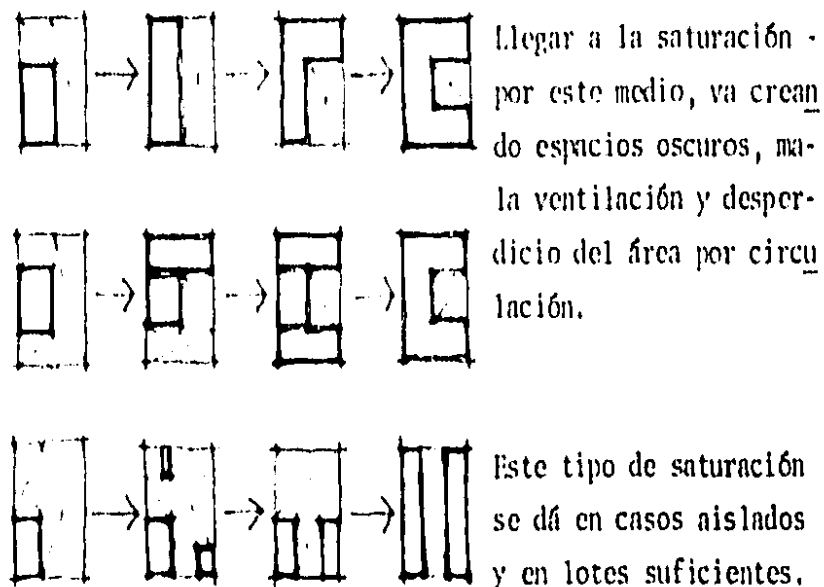 Llegar a la saturación -
por este medio, va crean
do espacios oscuros, ma-
la ventilación y desper-
dicio del área por circu
lación.
Este tipo de saturación
se dá en casos aislados
y en lotes suficientes.